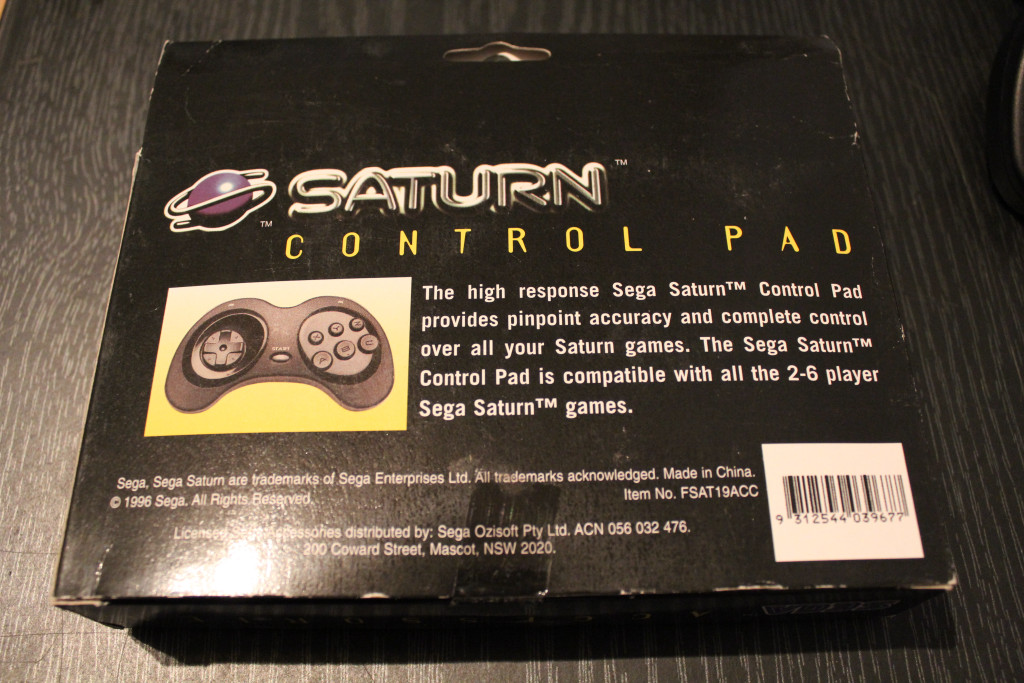 SATURN™
™
CONTROL PAD
The high response Sega Saturn™ Control Pad
provides pinpoint accuracy and complete control
over all your Saturn games. The Sega Saturn™
Control Pad is compatible with all the 2-6 player
Sega Saturn™ games.
START
X Y Z
A B C
Sega, Sega Saturn are trademarks of Sega Enterprises Ltd. All trademarks acknowledged. Made in China.
© 1996 Sega. All Rights Reserved.
Item No. FSAT19ACC
9 312544 039677
distributed by: Sega Ozisoft Pty Ltd. ACN 056 032 476.
200 Coward Street, Mascot, NSW 2020.